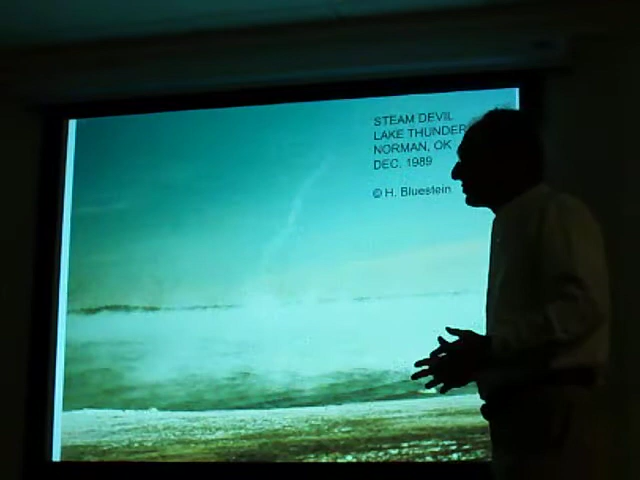 STEAM DEVIL
LAKE THUNDER
NORMAN, OK
DEC. 1989
© H. Bluestein